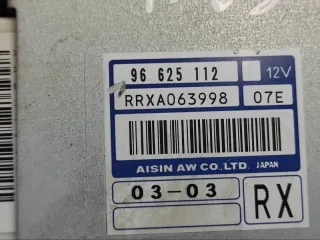 96 625 112 12V
RRXA063998 07E
AISIN AW CO.,LTD. JAPAN
03-03 RX